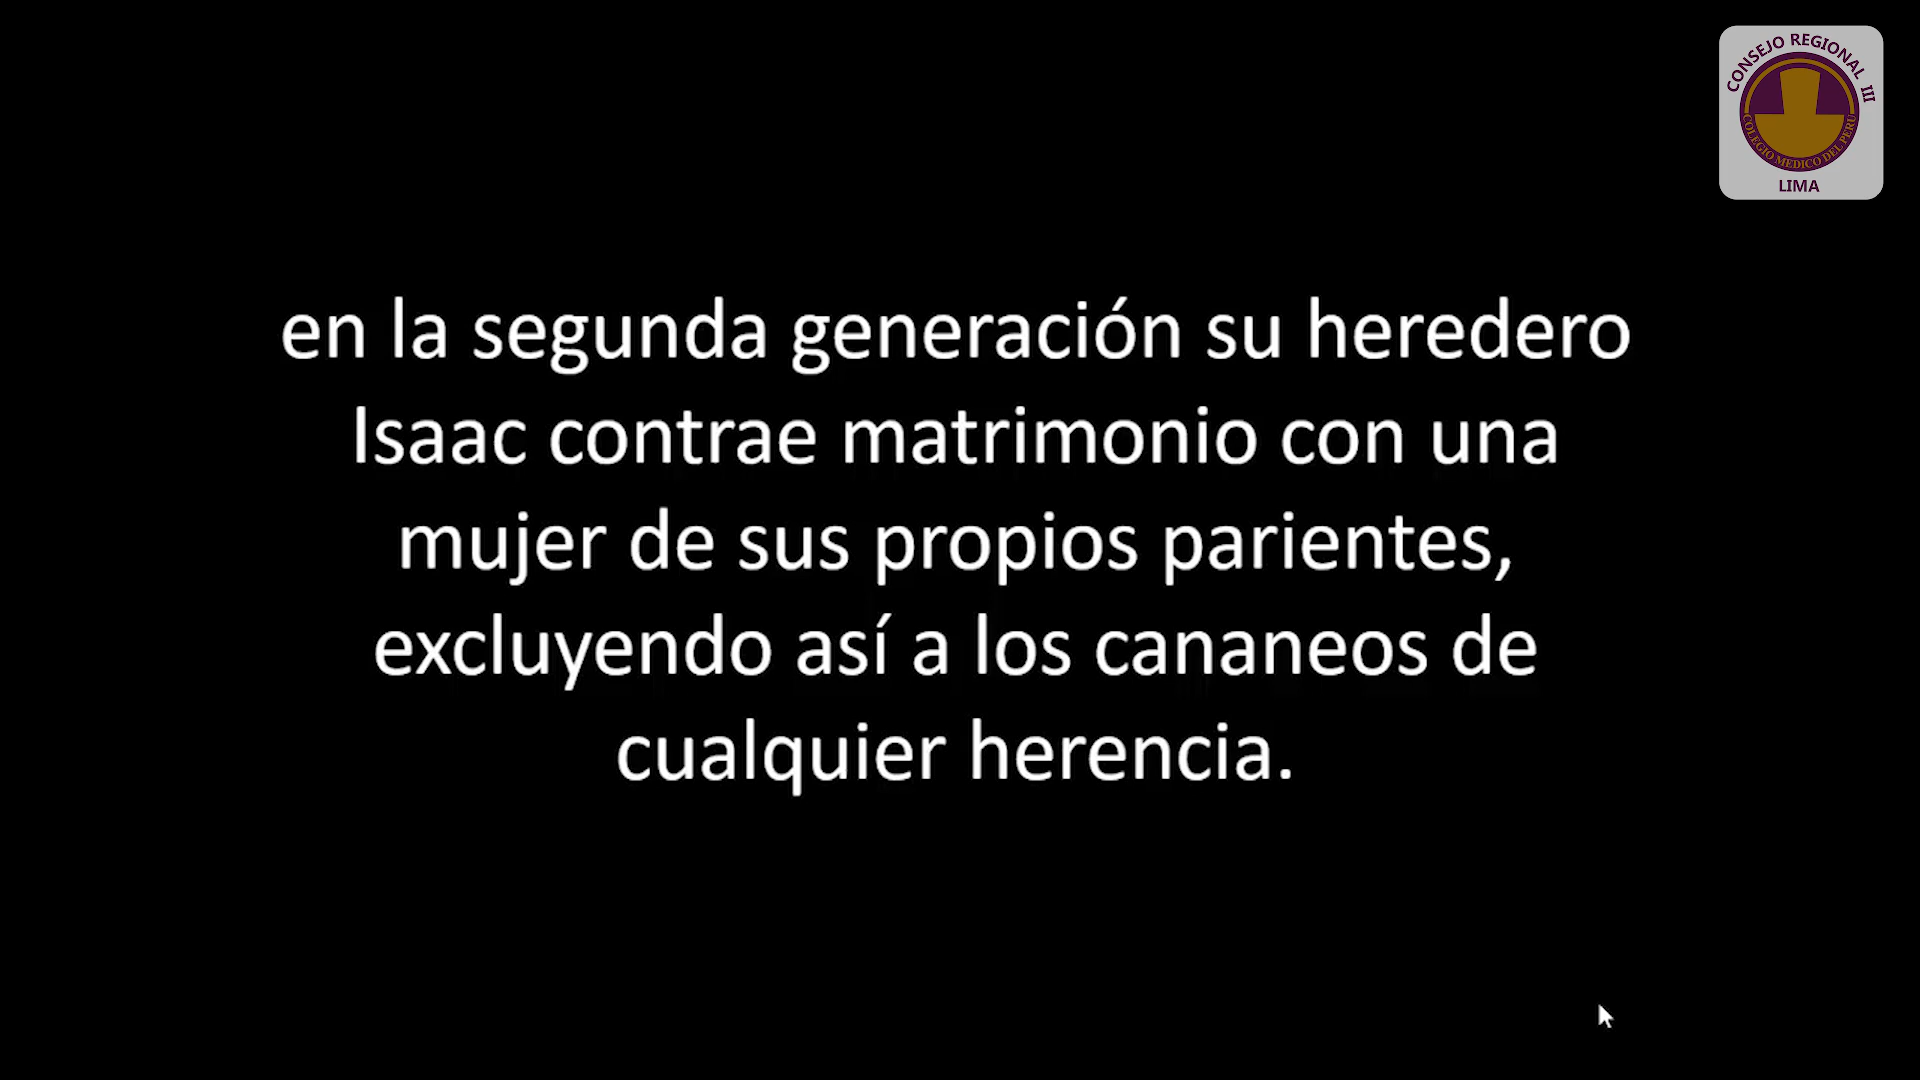 CONSEJO REGIONAL III
COLEGIO MEDICO DEL PERU
LIMA
en la segunda generación su heredero
Isaac contrae matrimonio con una
mujer de sus propios parientes,
excluyendo así a los cananeos de
cualquier herencia.